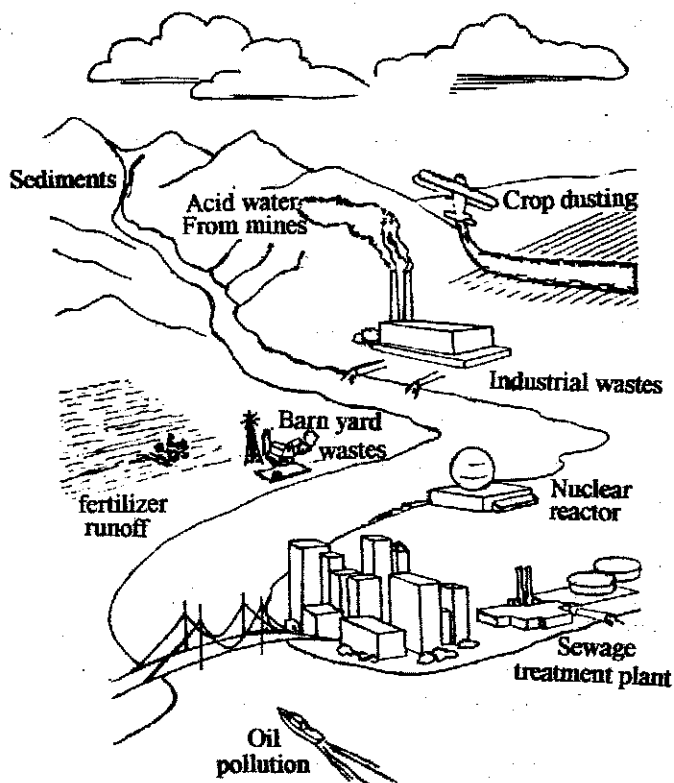 Sediments
Acid water
From mines
Crop dusting
Industrial wastes
Barn yard
wastes
fertilizer
runoff
Nuclear
reactor
Sewage
treatment plant
Oil
pollution